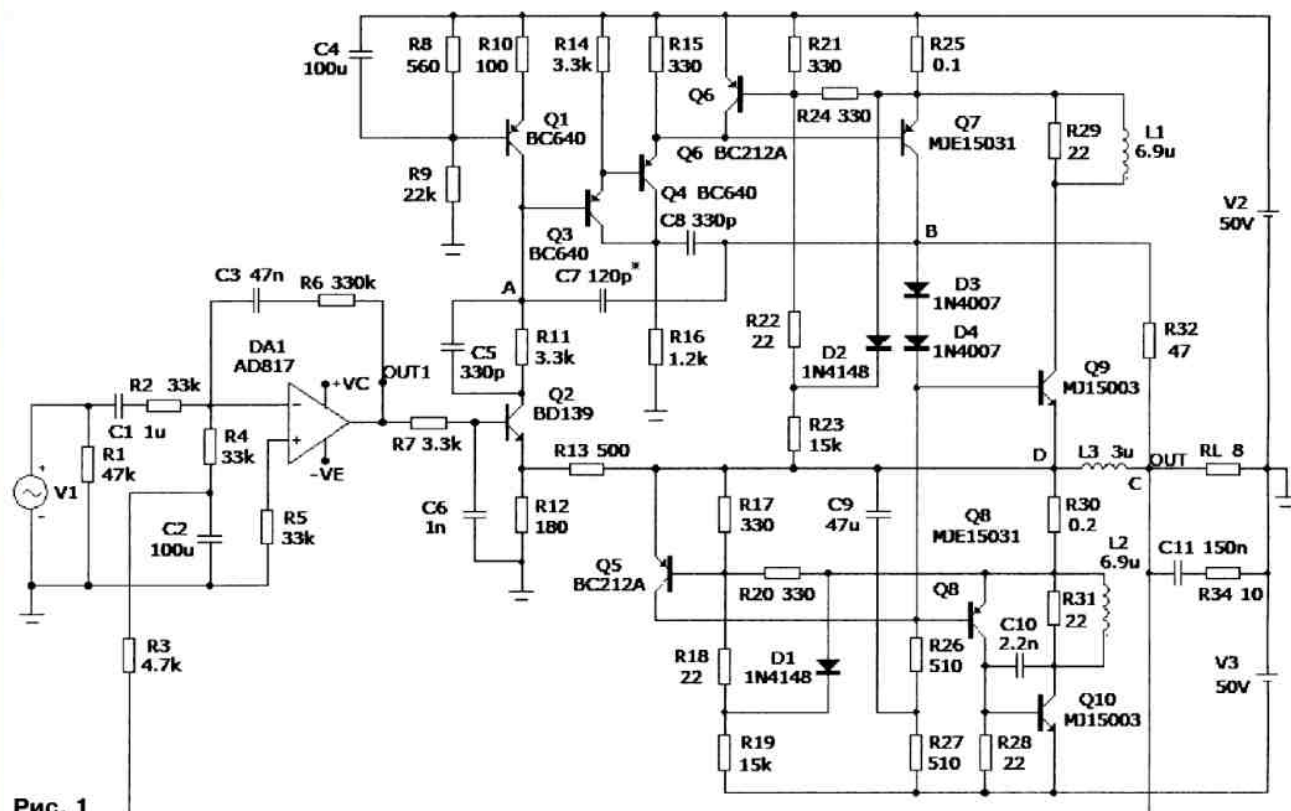 C4
100u
R8
560
R10
100
R14
3.3k
R15
330
Q6
R21
330
R24 330
R25
0.1
Q1
BC640
R9
22k
Q3
BC640
Q6
BC212A
Q4 BC640
C8 330p
Q7
MJE15031
R29
22
L1
6.9u
V2
50V
B
A
C7 120p*
C3 47n
R6 330k
DA1
AD817
+VC
-VE
OUT1
R2 33k
C1 1u
R1
47k
V1
+
-
R4
33k
C2
100u
R5
33k
R3
4.7k
R7 3.3k
C5
330p
R11
3.3k
Q2
BD139
C6
1n
R13 500
R12
180
R16
1.2k
R22
22
D2
1N4148
R23
15k
D3
1N4007
D4
1N4007
R32
47
Q9
MJ15003
D
L3 3u
OUT
C
RL 8
R17
330
C9
47u
Q8
MJE15031
R30
0.2
L2
6.9u
C11 150n
R34 10
Q5
BC212A
R20 330
Q8
C10
2.2n
R31
22
R18
22
D1
1N4148
R26
510
V3
50V
Q10
MJ15003
R19
15k
R27
510
R28
22
Рис. 1